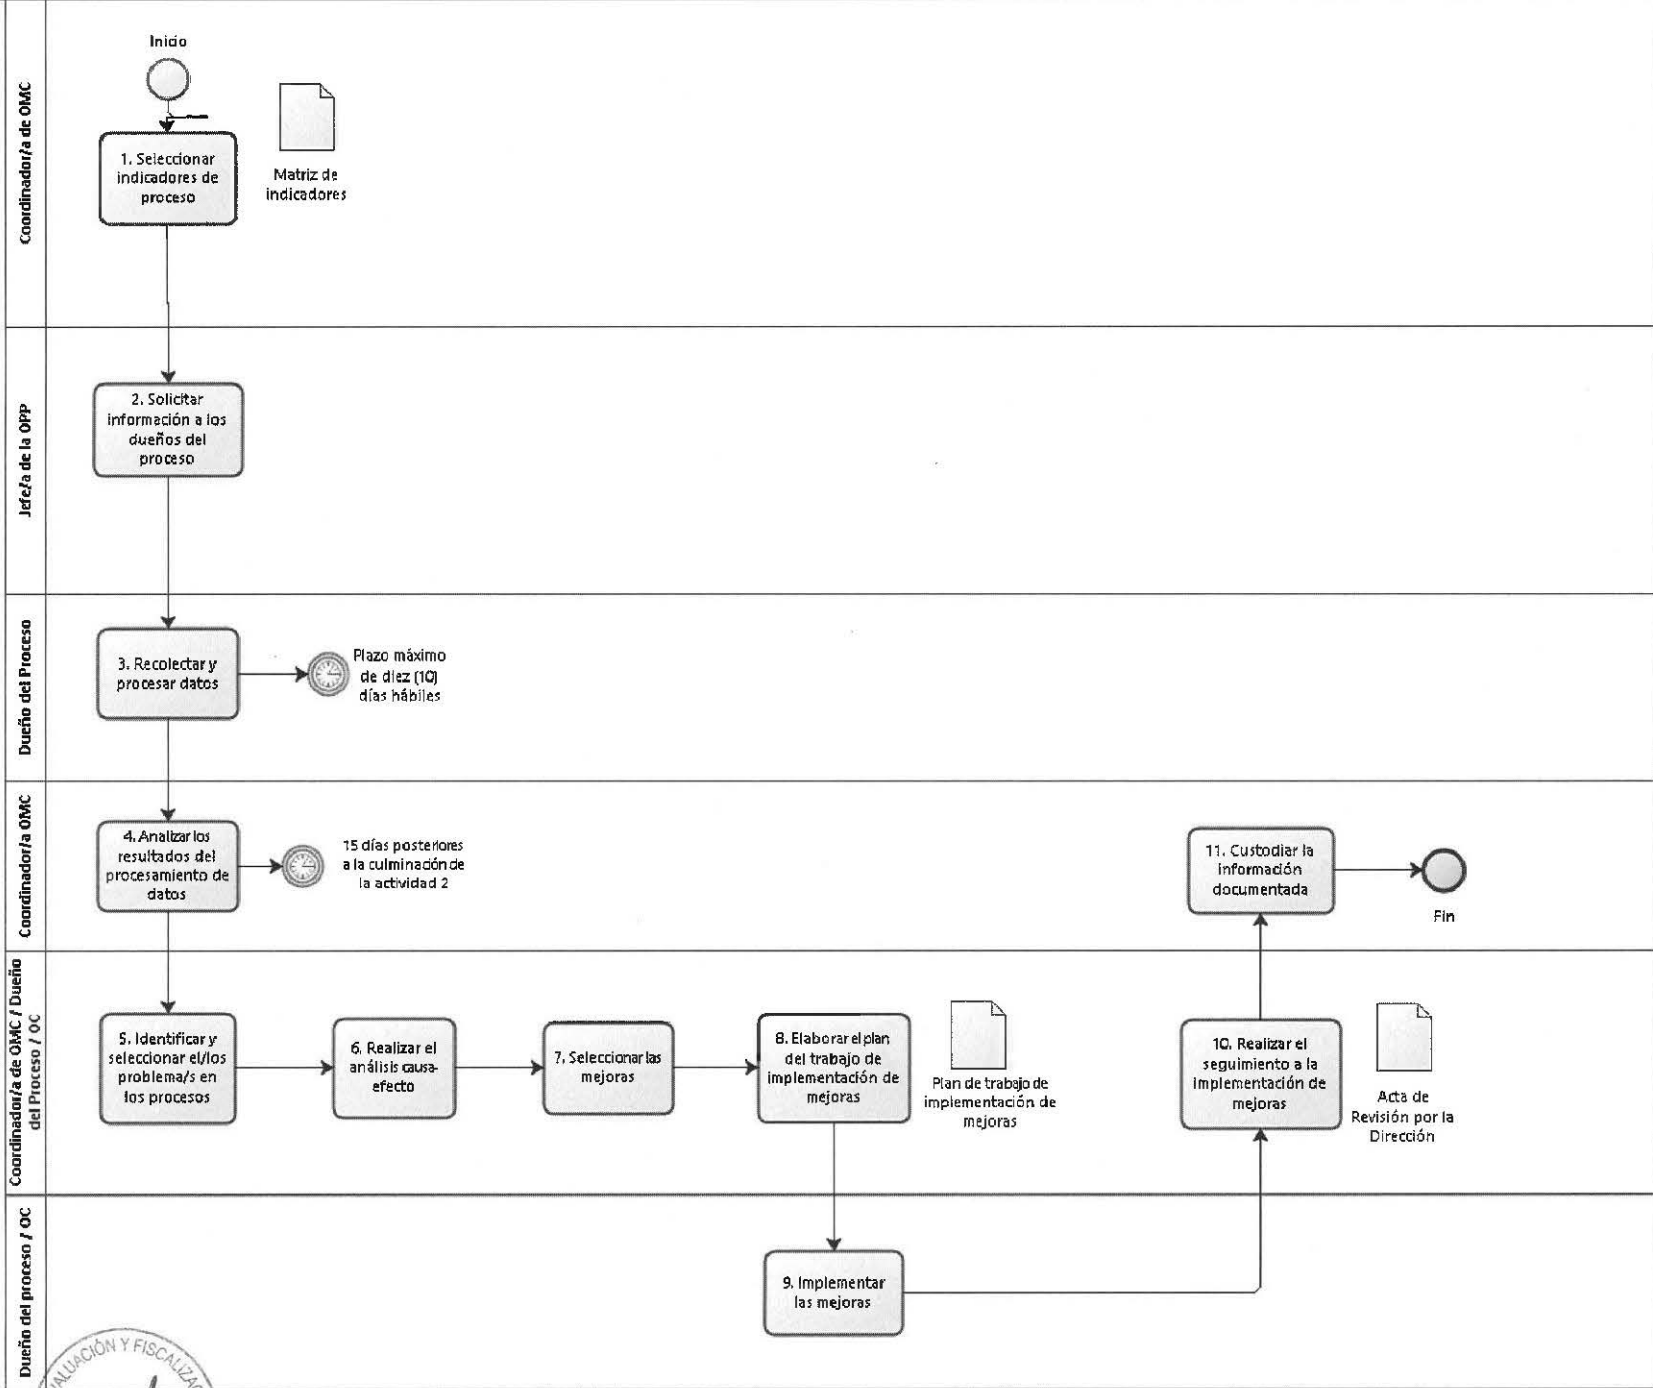 Coordinador/a de OMC
Inicio
1. Seleccionar
indicadores de
proceso
Matriz de
indicadores
Jefe/a de la OPP
2. Solicitar
información a los
dueños del
proceso
Dueño del Proceso
3. Recolectar y
procesar datos
Plazo máximo
de diez (10)
días hábiles
Coordinador/a OMC
4. Analizar los
resultados del
procesamiento de
datos
15 días posteriores
a la culminación de
la actividad 2
11. Custodiar la
información
documentada
Fin
Coordinador/a de OMC / Dueño
del Proceso / OC
5. Identificar y
seleccionar el/los
problema/s en
los procesos
6. Realizar el
análisis causa-
efecto
7. Seleccionar las
mejoras
8. Elaborar el plan
del trabajo de
implementación de
mejoras
Plan de trabajo de
implementación de
mejoras
10. Realizar el
seguimiento a la
implementación de
mejoras
Acta de
Revisión por la
Dirección
Dueño del proceso / OC
9. Implementar
las mejoras